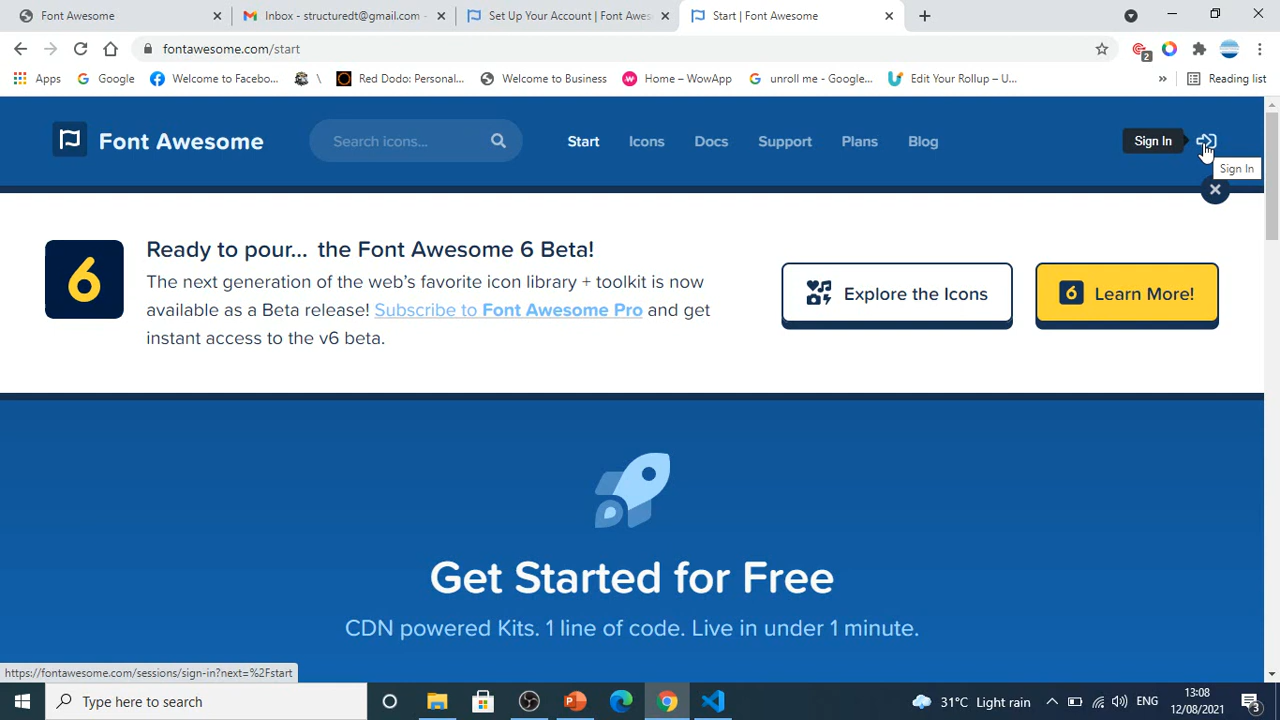 Font Awesome
Inbox - structuredt@gmail.com -
Set Up Your Account | Font Awes
Start | Font Awesome
fontawesome.com/start
2
Apps
Google
Welcome to Facebo...
\
Red Dodo: Personal...
Welcome to Business
Home – WowApp
unroll me - Google...
Edit Your Rollup – U...
»
Reading list
Font Awesome
Search icons...
Start
Icons
Docs
Support
Plans
Blog
Sign In
Sign In
6
Ready to pour... the Font Awesome 6 Beta!
The next generation of the web's favorite icon library + toolkit is now
available as a Beta release! Subscribe to Font Awesome Pro and get
instant access to the v6 beta.
Explore the Icons
6 Learn More!
Get Started for Free
CDN powered Kits. 1 line of code. Live in under 1 minute.
https://fontawesome.com/sessions/sign-in?next=%2Fstart
Type here to search
31°C Light rain
ENG
13:08
12/08/2021
3